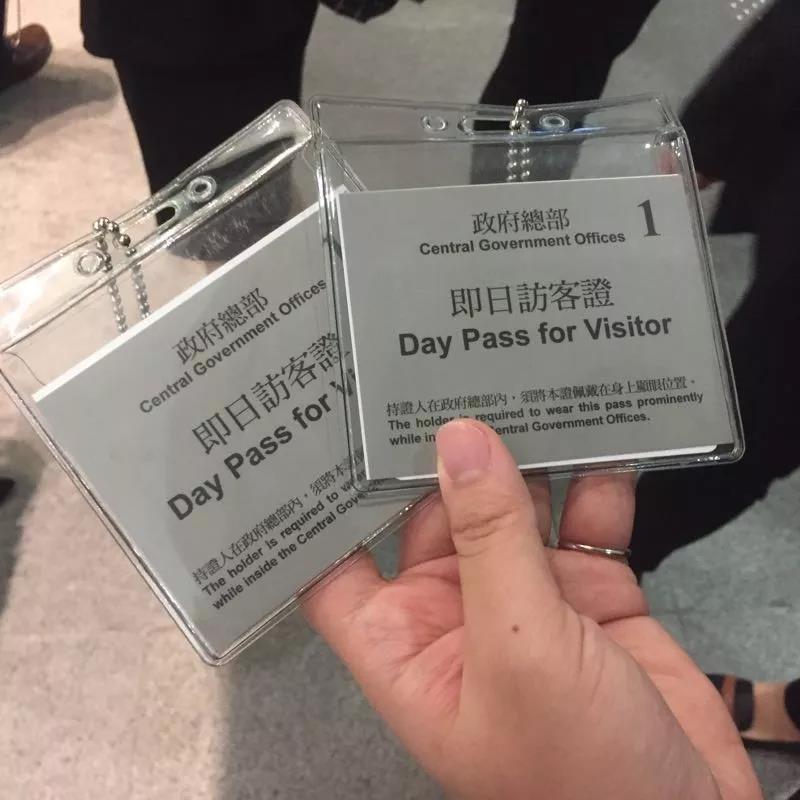 政府總部
Central Government Offices
即日訪客證
Day Pass for
持證人在政府總部內，須將本
The holder is required to
while inside the Central
政府總部
1
Central Government Offices
即日訪客證
Day Pass for Visitor
持證人在政府總部內，須將本證佩戴在身上顯眼位置。
The holder is required to wear this pass prominently
while in Central Government Offices.